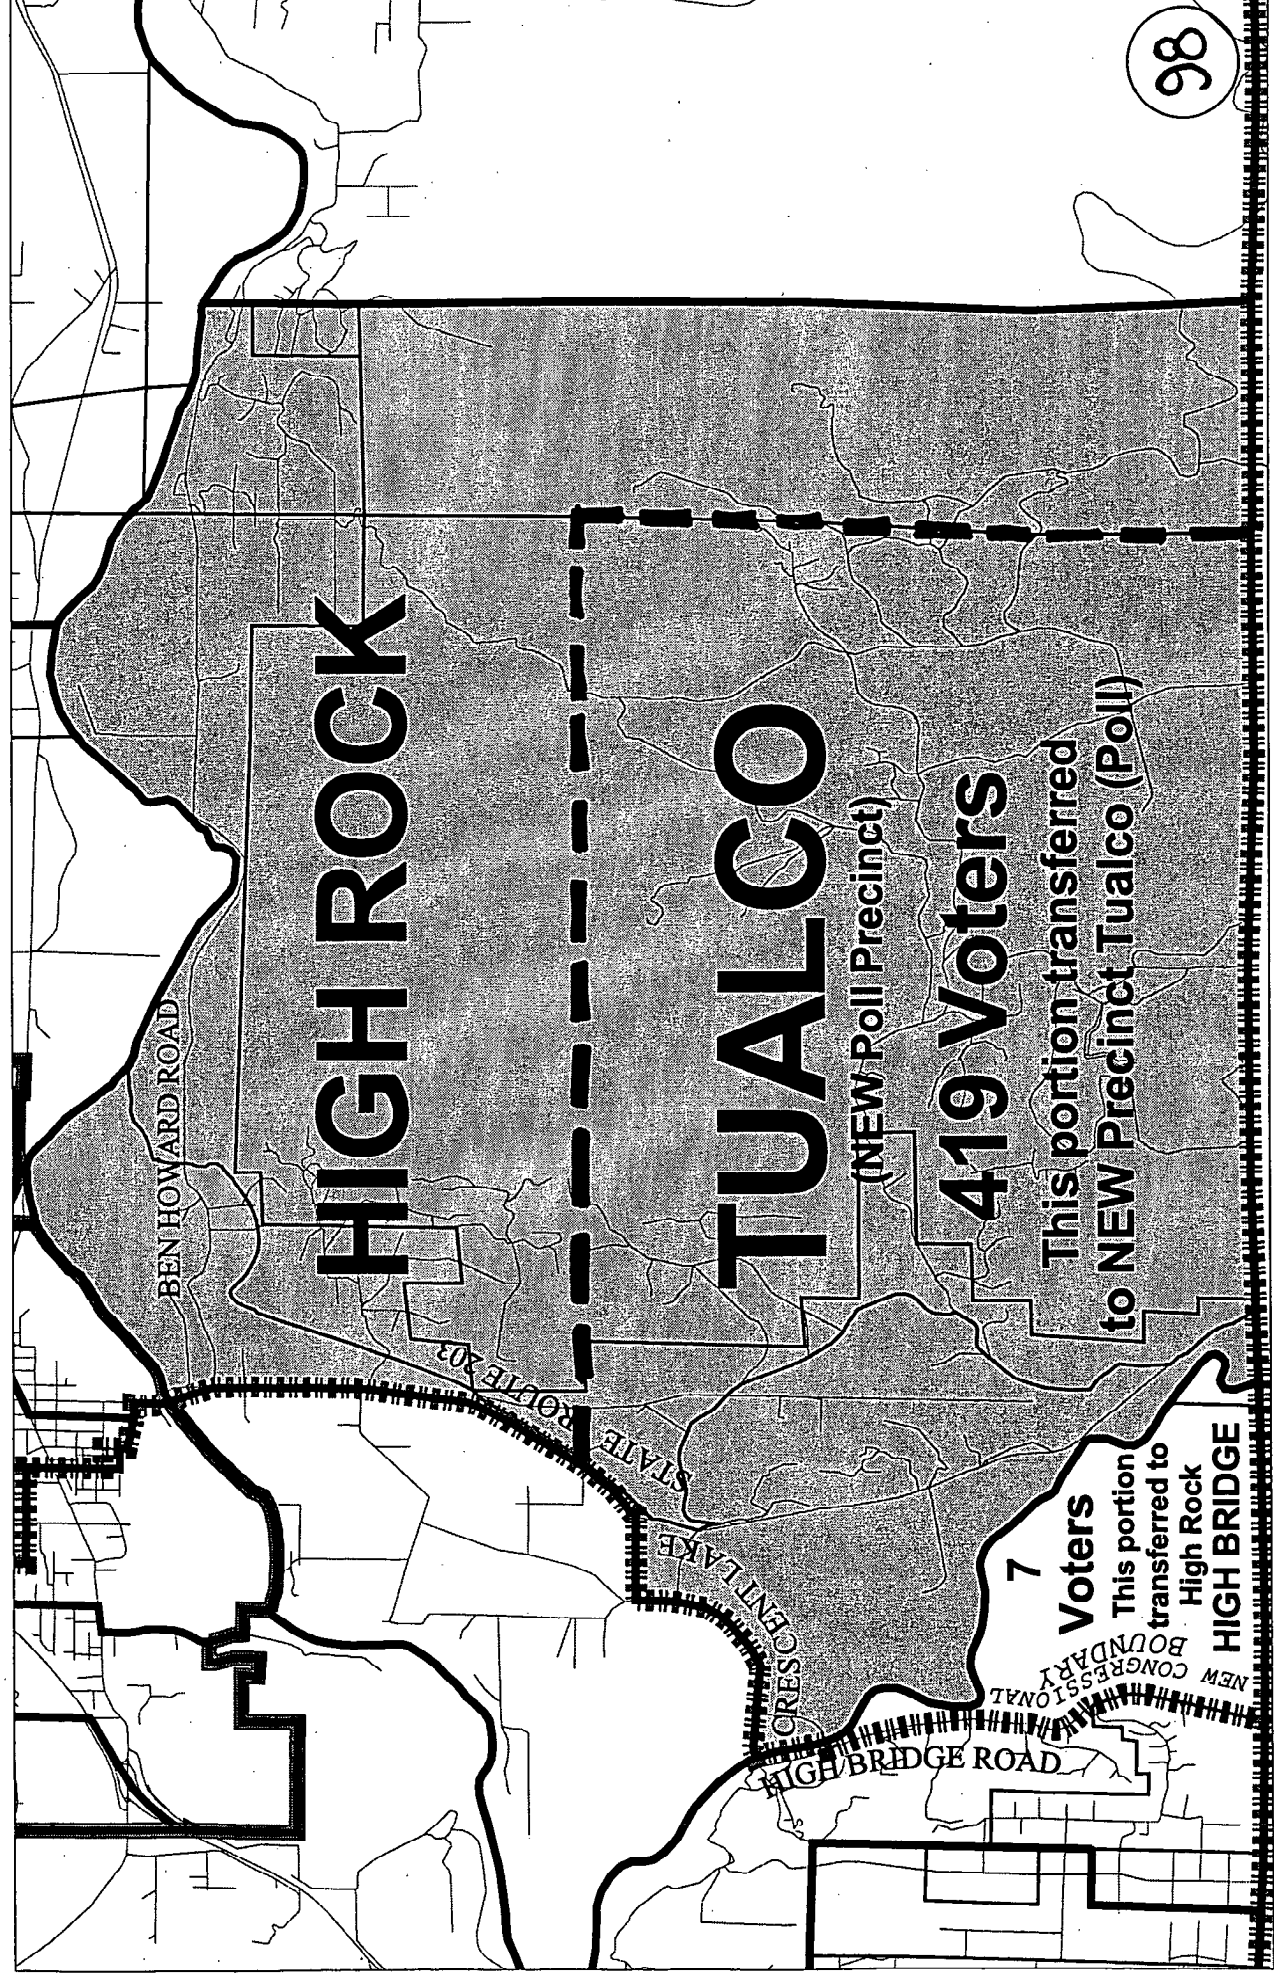 BEN HOWARD ROAD
HIGH ROCK
STATE ROUTE 203
TUALCO
(NEW Poll Precinct)
419 Voters
This portion transferred
to NEW Precinct Tualco (Poll)
CRESCENT LAKE
HIGH BRIDGE ROAD
7
Voters
This portion
transferred to
High Rock
HIGH BRIDGE
NEW
CONGRESSIONAL
BOUNDARY
98